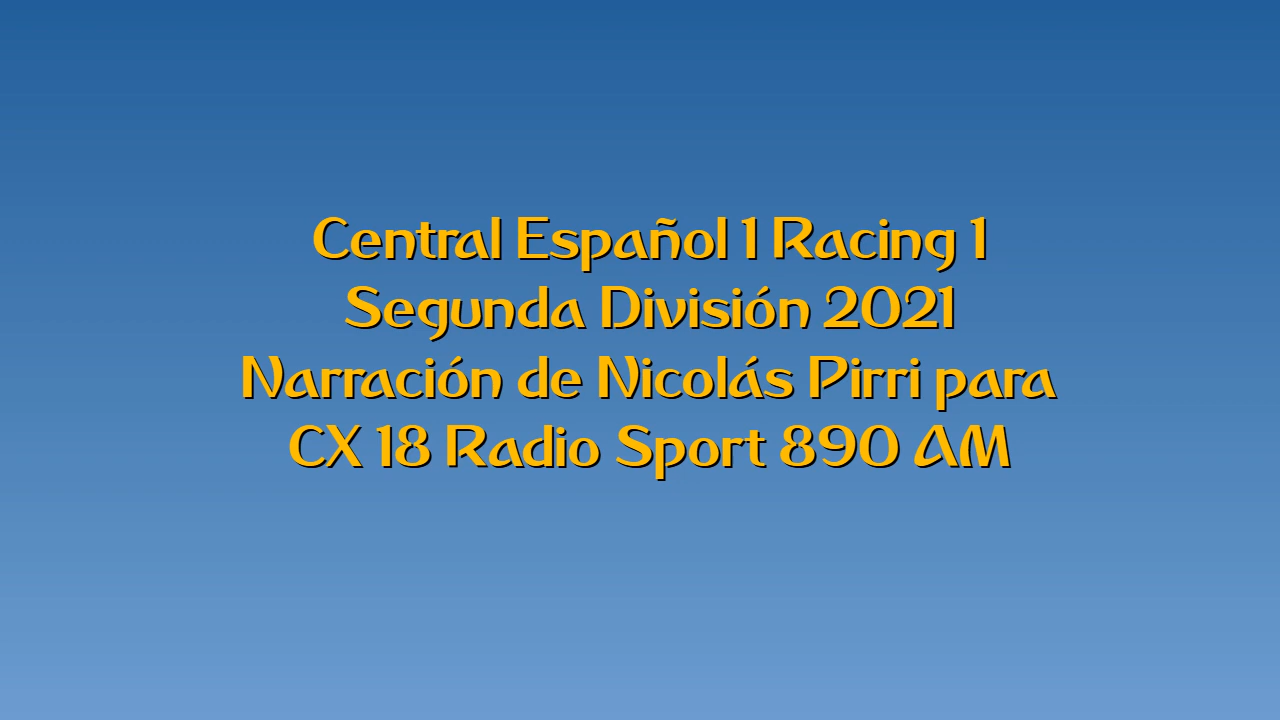 Central Español 1 Racing 1
Segunda División 2021
Narración de Nicolás Pirri para
CX 18 Radio Sport 890 AM